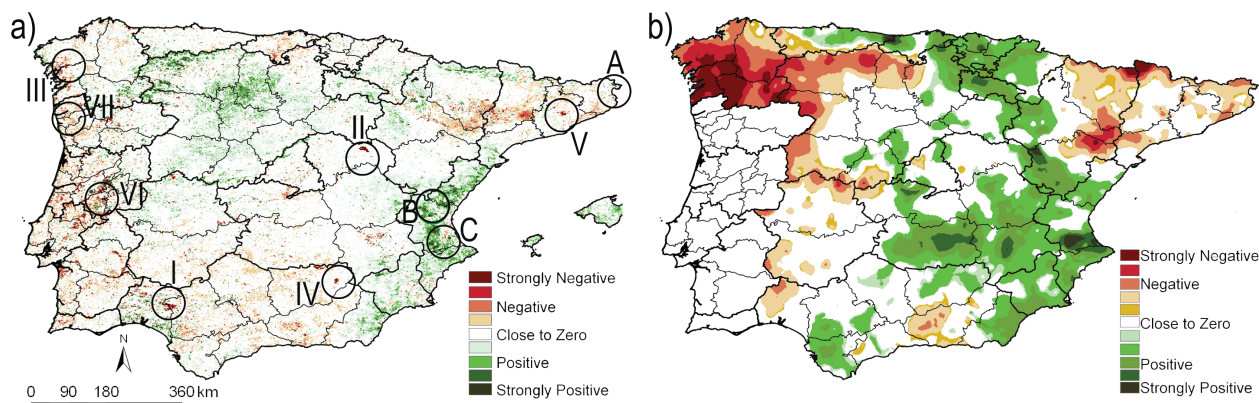 a)
III
VII
VI
I
II
IV
B
C
A
V
Strongly Negative
Negative
Close to Zero
Positive
Strongly Positive
N
0 90 180 360 km
b)
Strongly Negative
Negative
Close to Zero
Positive
Strongly Positive